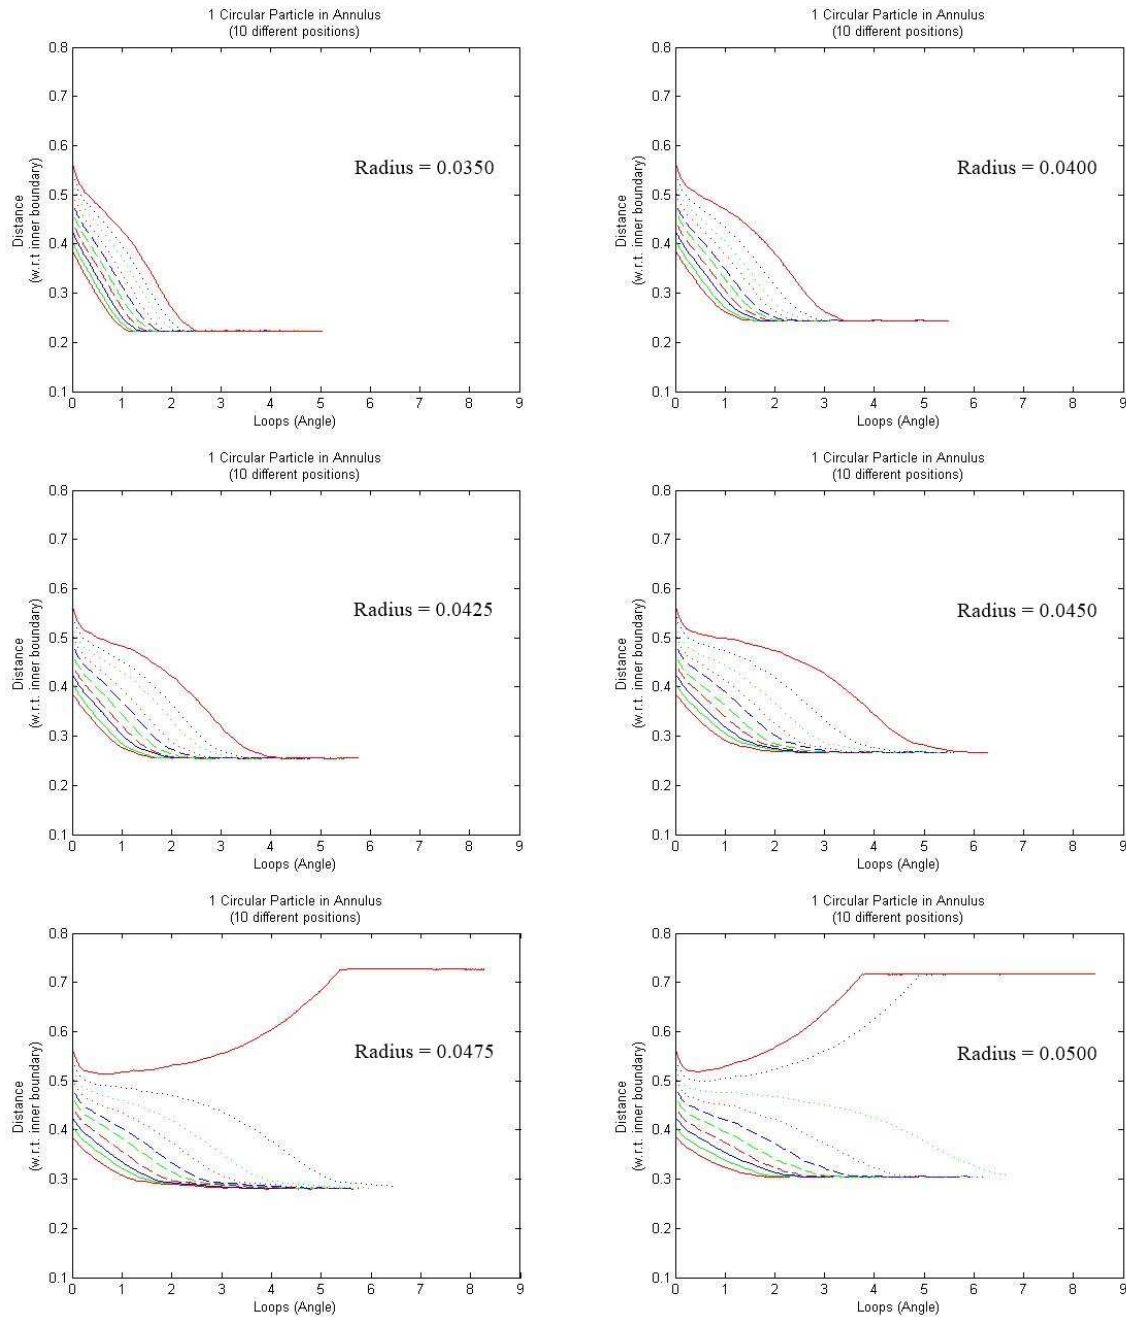 1 Circular Particle in Annulus
(10 different positions)
0.8
0.7
0.6
0.5
0.4
0.3
0.2
0.1
Distance
(w.r.t. inner boundary)
Radius = 0.0350
0 1 2 3 4 5 6 7 8 9
Loops (Angle)
1 Circular Particle in Annulus
(10 different positions)
0.8
0.7
0.6
0.5
0.4
0.3
0.2
0.1
Distance
(w.r.t. inner boundary)
Radius = 0.0400
0 1 2 3 4 5 6 7 8 9
Loops (Angle)
1 Circular Particle in Annulus
(10 different positions)
0.8
0.7
0.6
0.5
0.4
0.3
0.2
0.1
Distance
(w.r.t. inner boundary)
Radius = 0.0425
0 1 2 3 4 5 6 7 8 9
Loops (Angle)
1 Circular Particle in Annulus
(10 different positions)
0.8
0.7
0.6
0.5
0.4
0.3
0.2
0.1
Distance
(w.r.t. inner boundary)
Radius = 0.0450
0 1 2 3 4 5 6 7 8 9
Loops (Angle)
1 Circular Particle in Annulus
(10 different positions)
0.8
0.7
0.6
0.5
0.4
0.3
0.2
0.1
Distance
(w.r.t. inner boundary)
Radius = 0.0475
0 1 2 3 4 5 6 7 8 9
Loops (Angle)
1 Circular Particle in Annulus
(10 different positions)
0.8
0.7
0.6
0.5
0.4
0.3
0.2
0.1
Distance
(w.r.t. inner boundary)
Radius = 0.0500
0 1 2 3 4 5 6 7 8 9
Loops (Angle)